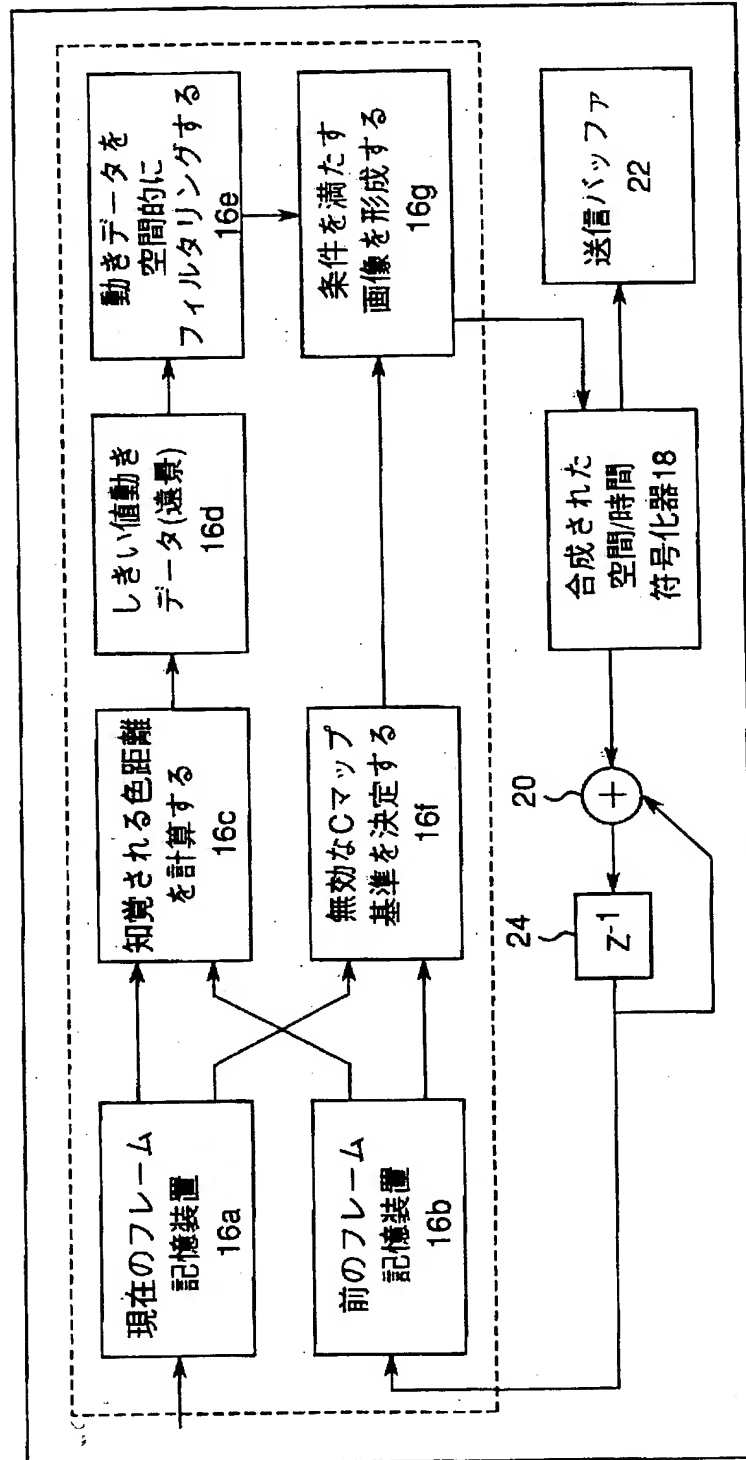 現在のフレーム
記憶装置
16a
前のフレーム
記憶装置
16b
知覚される色距離
を計算する
16c
無効なCマップ
基準を決定する
16f
しきい値動き
データ(遠景)
16d
動きデータを
空間的に
フィルタリングする
16e
条件を満たす
画像を形成する
16g
合成された
空間/時間
符号化器18
送信バッファ
22
20
+
24
Z-1